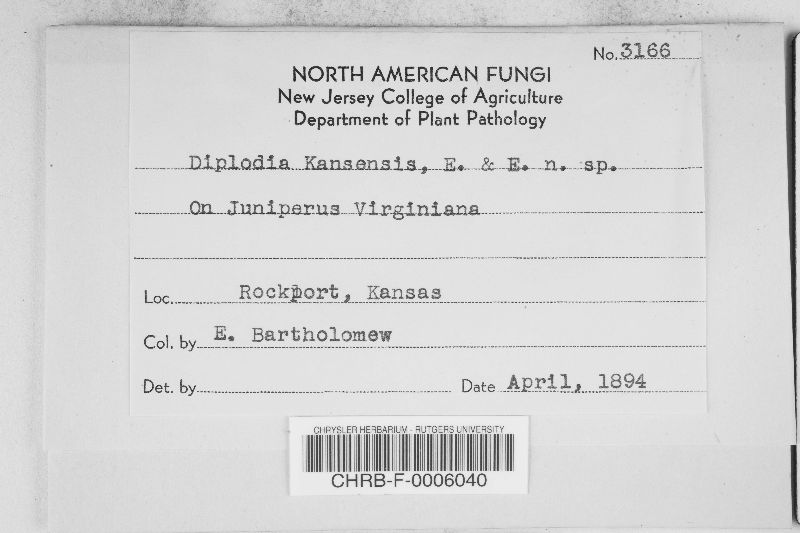 No. 3166
NORTH AMERICAN FUNGI
New Jersey College of Agriculture
Department of Plant Pathology
Diplodia Kansensis, E. & E. n. sp.
On Juniperus Virginiana
Loc. Rockport, Kansas
Col. by E. Bartholomew
Det. by Date April, 1894
CHRYSLER HERBARIUM - RUTGERS UNIVERSITY
CHRB-F-0006040